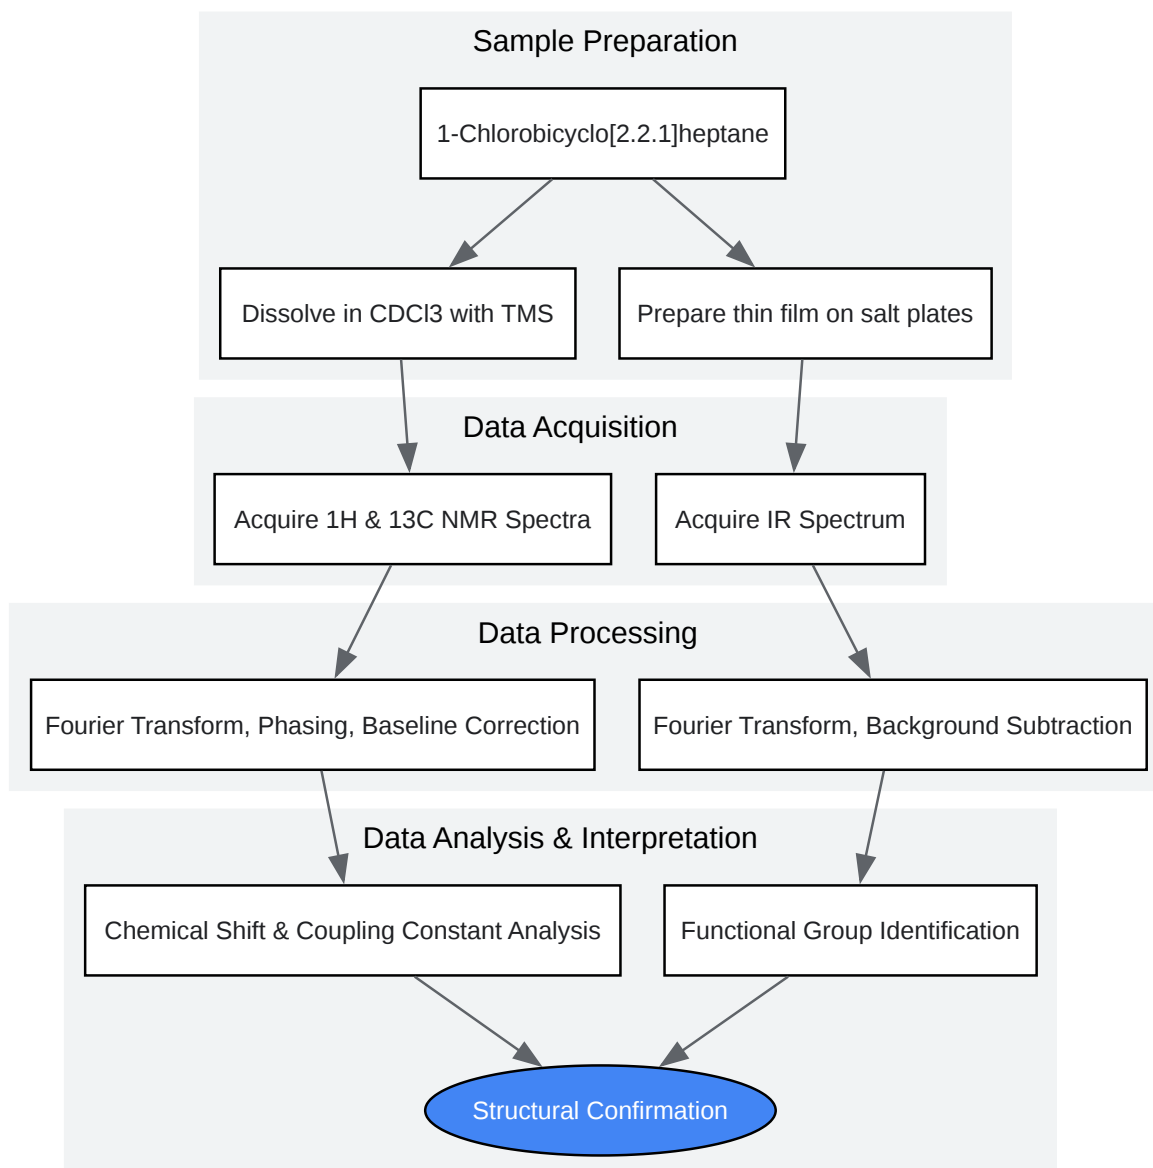 Sample Preparation
1-Chlorobicyclo[2.2.1]heptane
Dissolve in CDCl3 with TMS
Prepare thin film on salt plates
Data Acquisition
Acquire 1H & 13C NMR Spectra
Acquire IR Spectrum
Data Processing
Fourier Transform, Phasing, Baseline Correction
Fourier Transform, Background Subtraction
Data Analysis & Interpretation
Chemical Shift & Coupling Constant Analysis
Functional Group Identification
Structural Confirmation